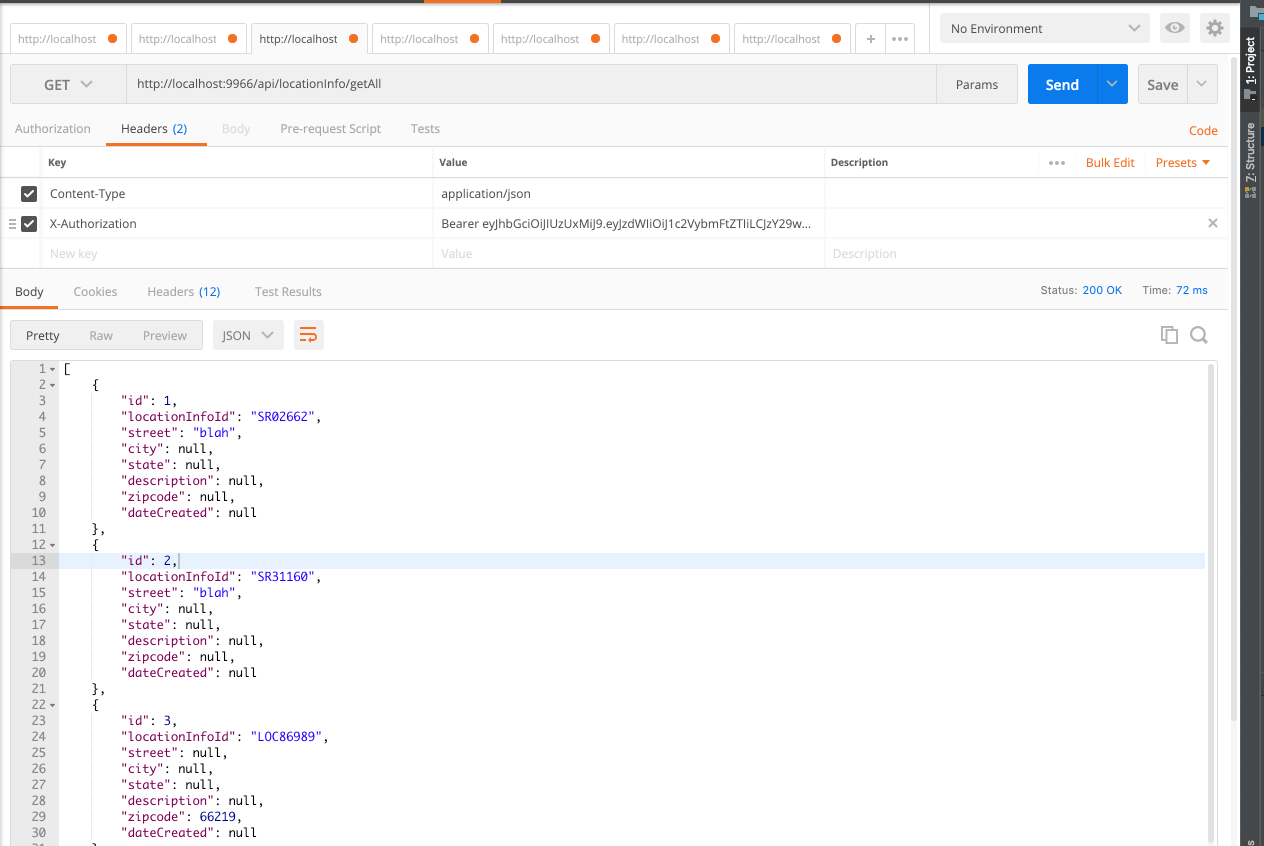 http://localhost http://localhost http://localhost http://localhost http://localhost http://localhost http://localhost + ••• No Environment
1: Project
GET http://localhost:9966/api/locationInfo/getAll Params Send Save
Authorization Headers (2) Body Pre-request Script Tests Code
7: Structure
Key Value Description ••• Bulk Edit Presets
Content-Type application/json
X-Authorization Bearer eyJhbGciOiJIUzUxMiJ9.eyJzdWIiOiJ1c2VybmFtZTIiLCJzY29w...
New key Value Description
Body Cookies Headers (12) Test Results Status: 200 OK Time: 72 ms
Pretty Raw Preview JSON
1 [
2 {
3 "id": 1,
4 "locationInfoId": "SR02662",
5 "street": "blah",
6 "city": null,
7 "state": null,
8 "description": null,
9 "zipcode": null,
10 "dateCreated": null
11 },
12 {
13 "id": 2,
14 "locationInfoId": "SR31160",
15 "street": "blah",
16 "city": null,
17 "state": null,
18 "description": null,
19 "zipcode": null,
20 "dateCreated": null
21 },
22 {
23 "id": 3,
24 "locationInfoId": "LOC86989",
25 "street": null,
26 "city": null,
27 "state": null,
28 "description": null,
29 "zipcode": 66219,
30 "dateCreated": null